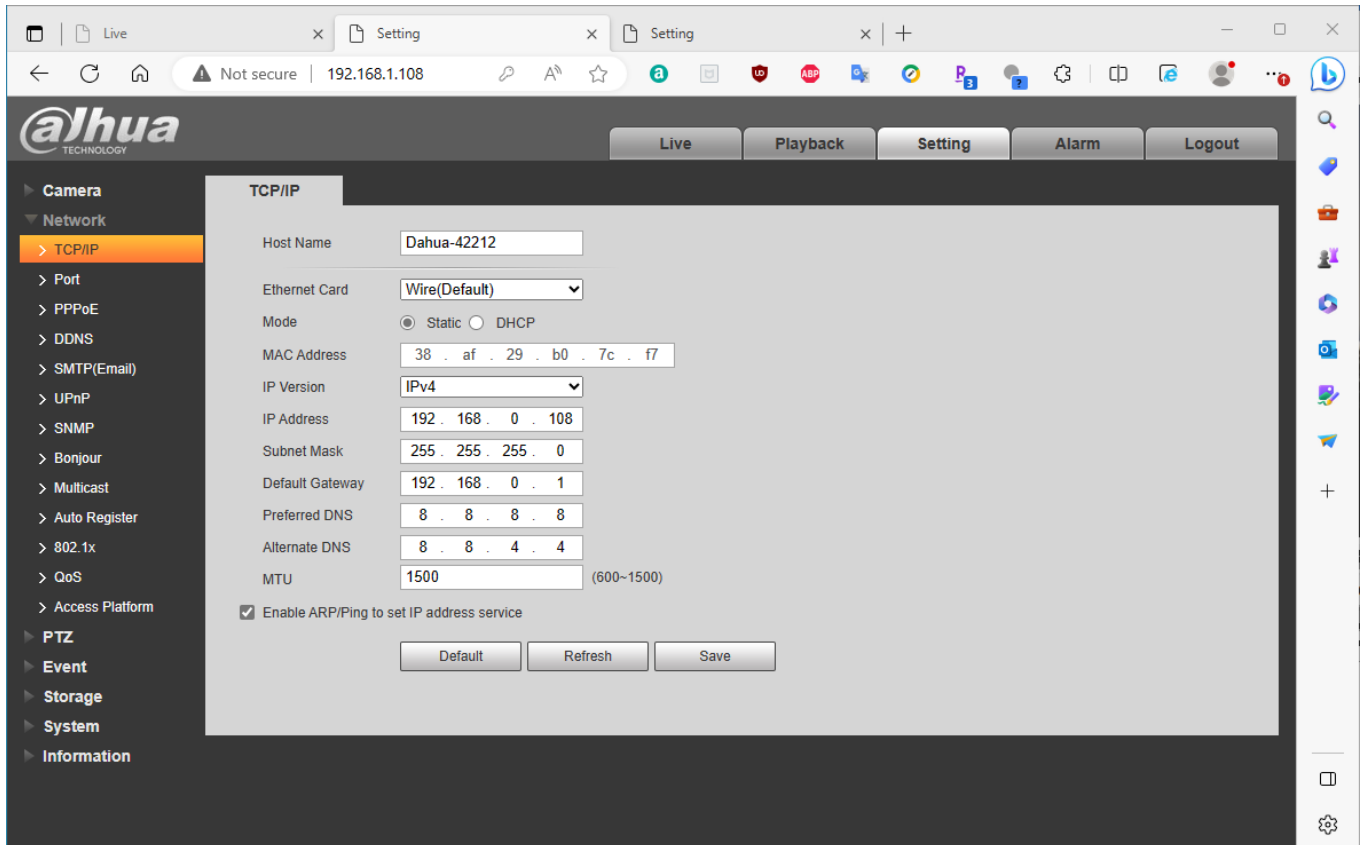 Live
Setting
Setting
Not secure
192.168.1.108
alhua
TECHNOLOGY
Live
Playback
Setting
Alarm
Logout
Camera
Network
TCP/IP
Port
PPPoE
DDNS
SMTP(Email)
UPnP
SNMP
Bonjour
Multicast
Auto Register
802.1x
QoS
Access Platform
PTZ
Event
Storage
System
Information
TCP/IP
Host Name Dahua-42212
Ethernet Card Wire(Default)
Mode Static DHCP
MAC Address 38 . af . 29 . b0 . 7c . f7
IP Version IPv4
IP Address 192 . 168 . 0 . 108
Subnet Mask 255 . 255 . 255 . 0
Default Gateway 192 . 168 . 0 . 1
Preferred DNS 8 . 8 . 8 . 8
Alternate DNS 8 . 8 . 4 . 4
MTU 1500 (600~1500)
Enable ARP/Ping to set IP address service
Default Refresh Save